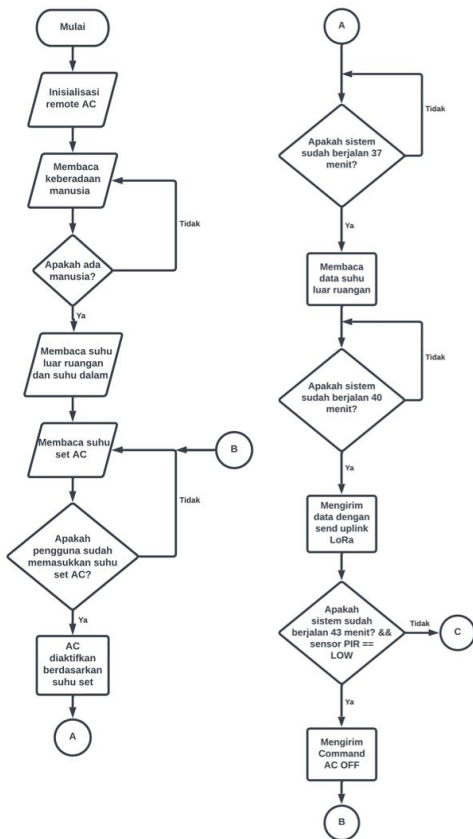 Mulai
Inisialisasi
remote AC
Membaca
keberadaan
manusia
Tidak
Apakah ada
manusia?
Ya
Membaca suhu
luar ruangan
dan suhu dalam
Membaca suhu
set AC
B
Tidak
Apakah
pengguna sudah
memasukkan suhu
set AC?
Ya
AC
diaktifkan
berdasarkan
suhu set
A
A
Tidak
Apakah sistem
sudah berjalan 37
menit?
Ya
Membaca
data suhu
luar ruangan
Tidak
Apakah sistem
sudah berjalan 40
menit?
Ya
Mengirim
data dengan
send uplink
LoRa
Apakah
sistem sudah
berjalan 43 menit? &&
sensor PIR ==
LOW
Tidak
C
Ya
Mengirim
Command
AC OFF
B